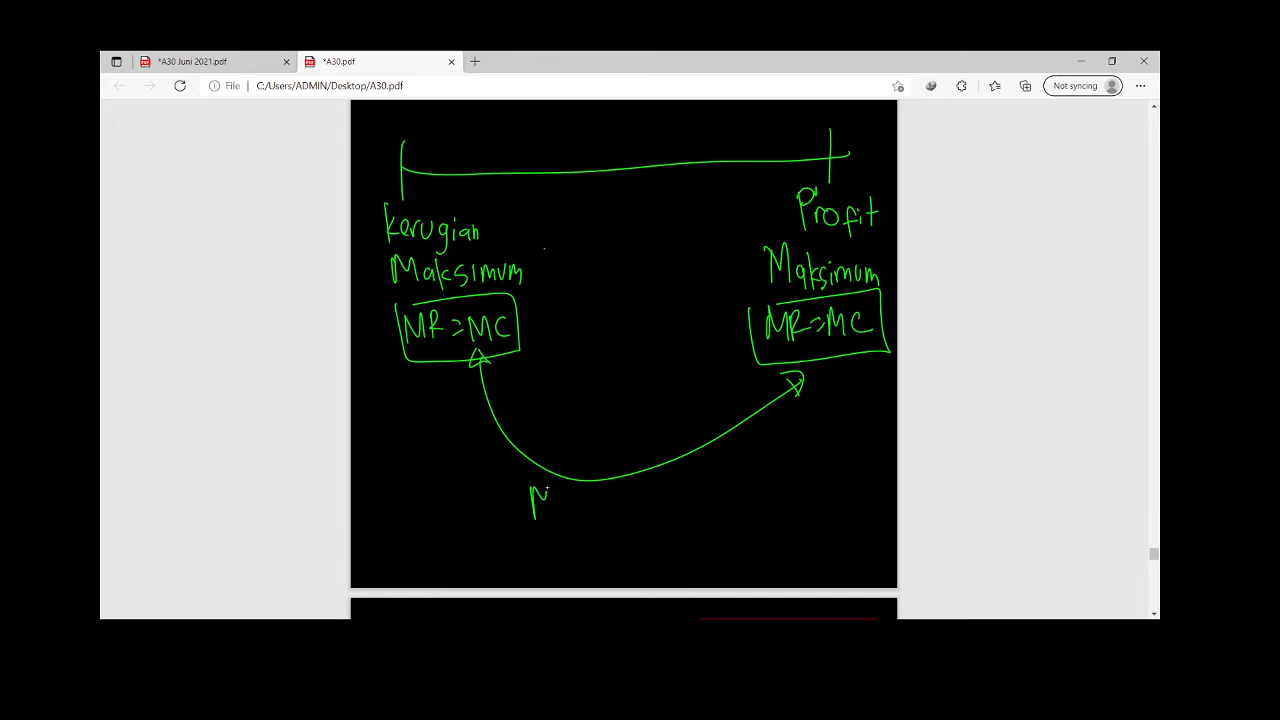 *A30 Juni 2021.pdf
*A30.pdf
File
C:/Users/ADMIN/Desktop/A30.pdf
Not syncing
Kerugian
Maksimum
MR = MC
Profit
Maksimum
MR = MC